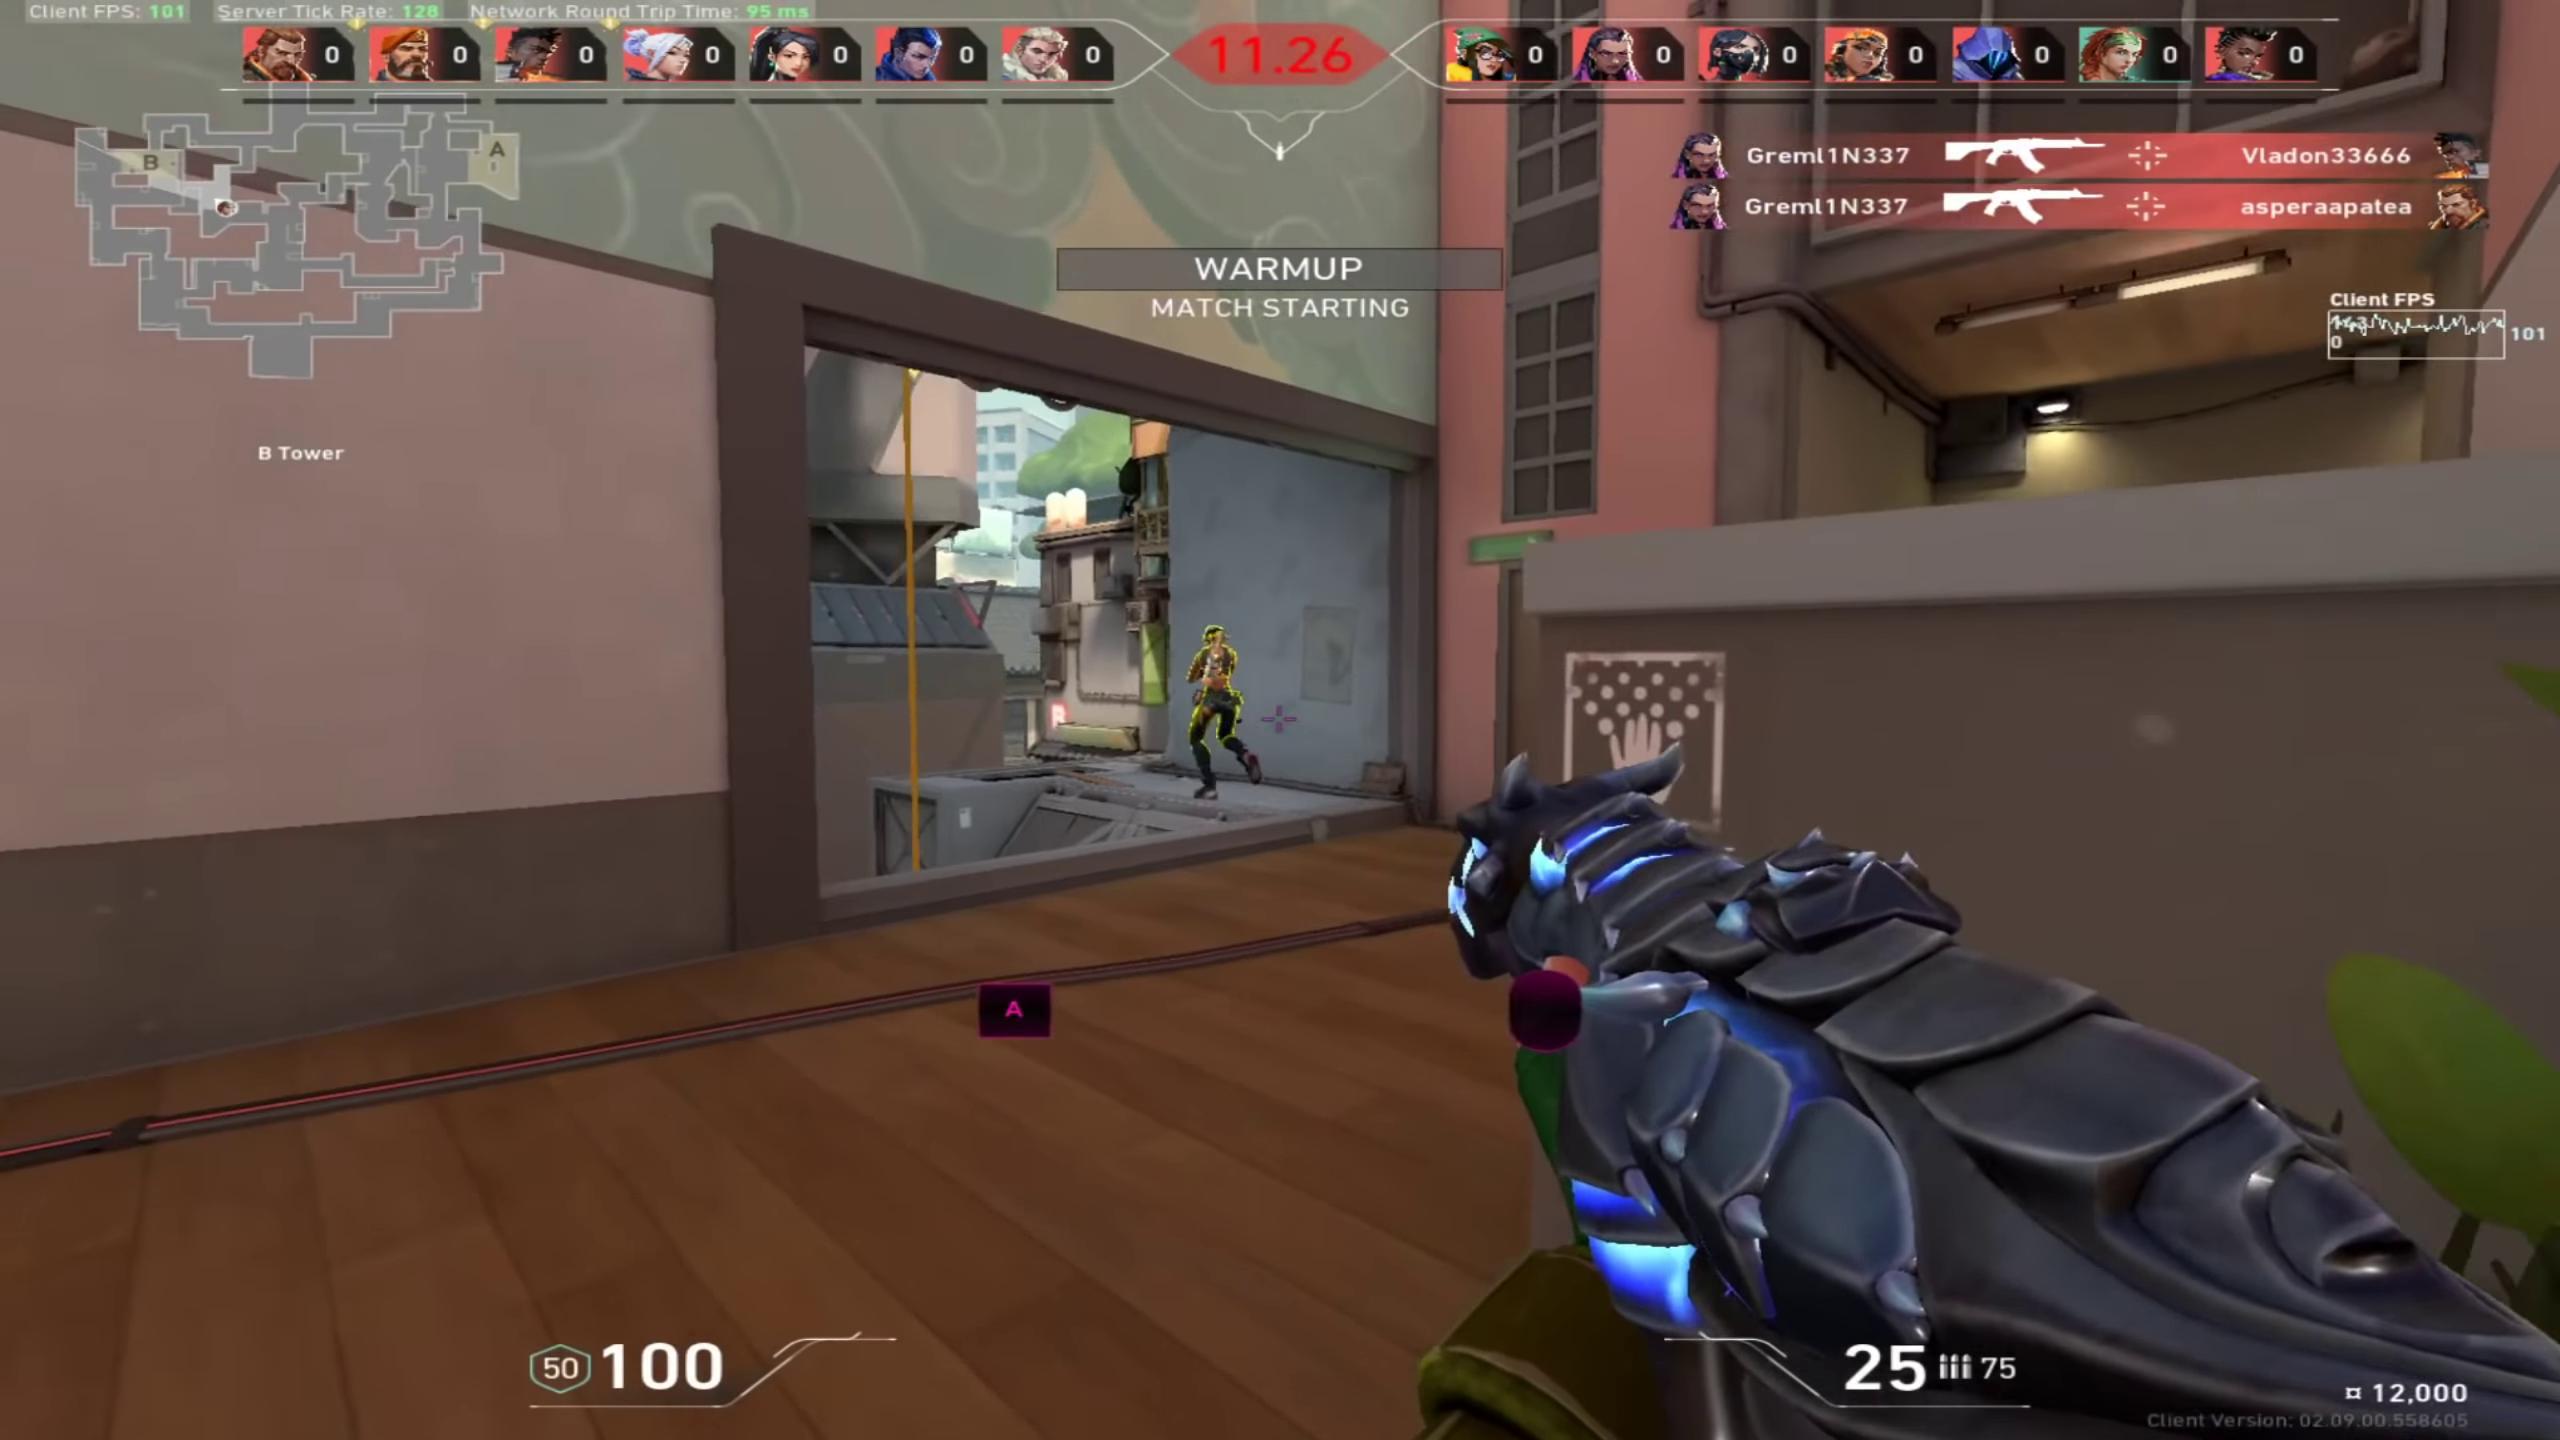 Client FPS: 101 Server Tick Rate: 128 Network Round Trip Time: 95 ms
0 0 0 0 0 0 0 11.26 0 0 0 0 0 0 0
B
A
Greml1N337 Vladon33666
Greml1N337 asperaapatea
WARMUP
MATCH STARTING
Client FPS
0
101
B Tower
B
A
50 100
25 75
¤ 12,000
Client Version: 02.09.00.558605